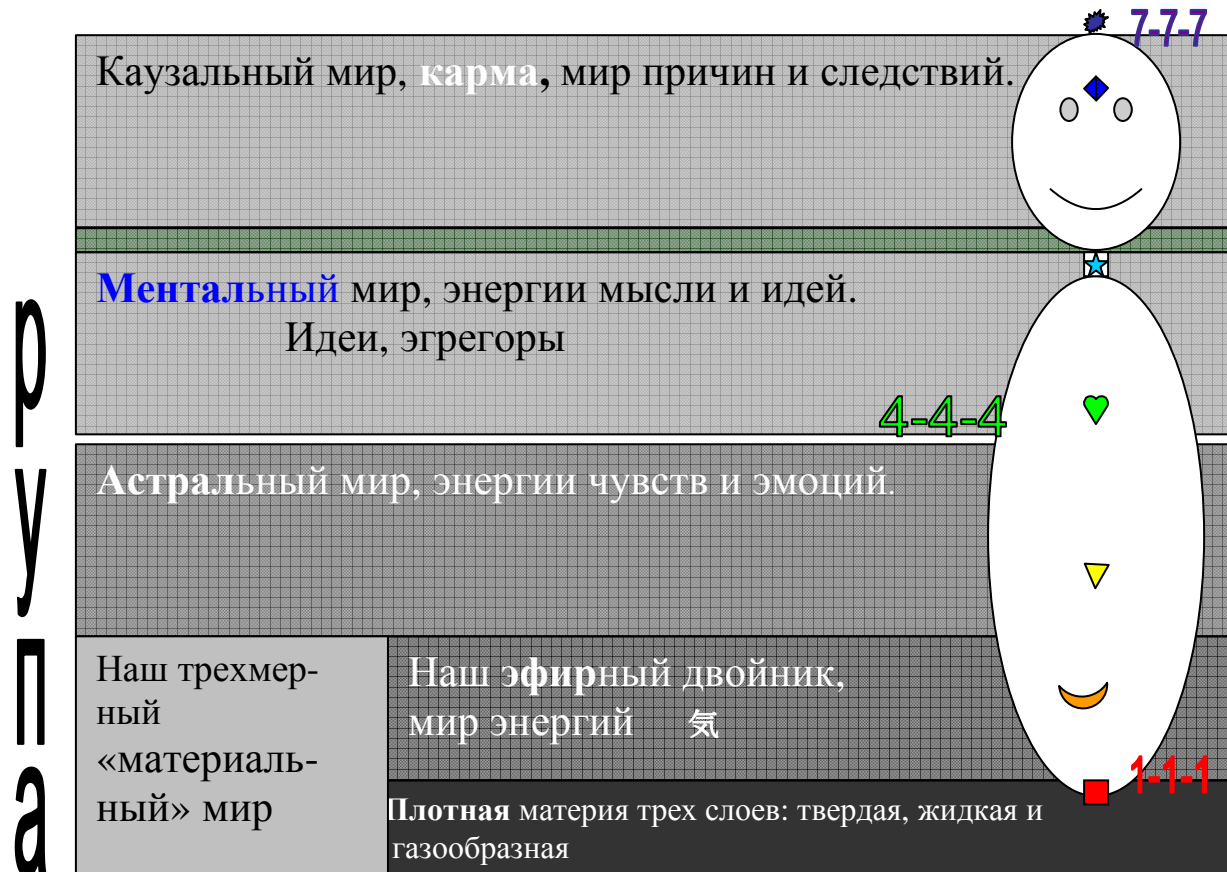 7-7-7
Каузальный мир, карма, мир причин и следствий.
Ментальный мир, энергии мысли и идей.
Идеи, эгрегоры
4-4-4
Астральный мир, энергии чувств и эмоций.
Наш трехмер-
ный
«материаль-
ный» мир
Наш эфирный двойник,
мир энергий 気
1-1-1
Плотная материя трех слоев: твердая, жидкая и
газообразная
рупа